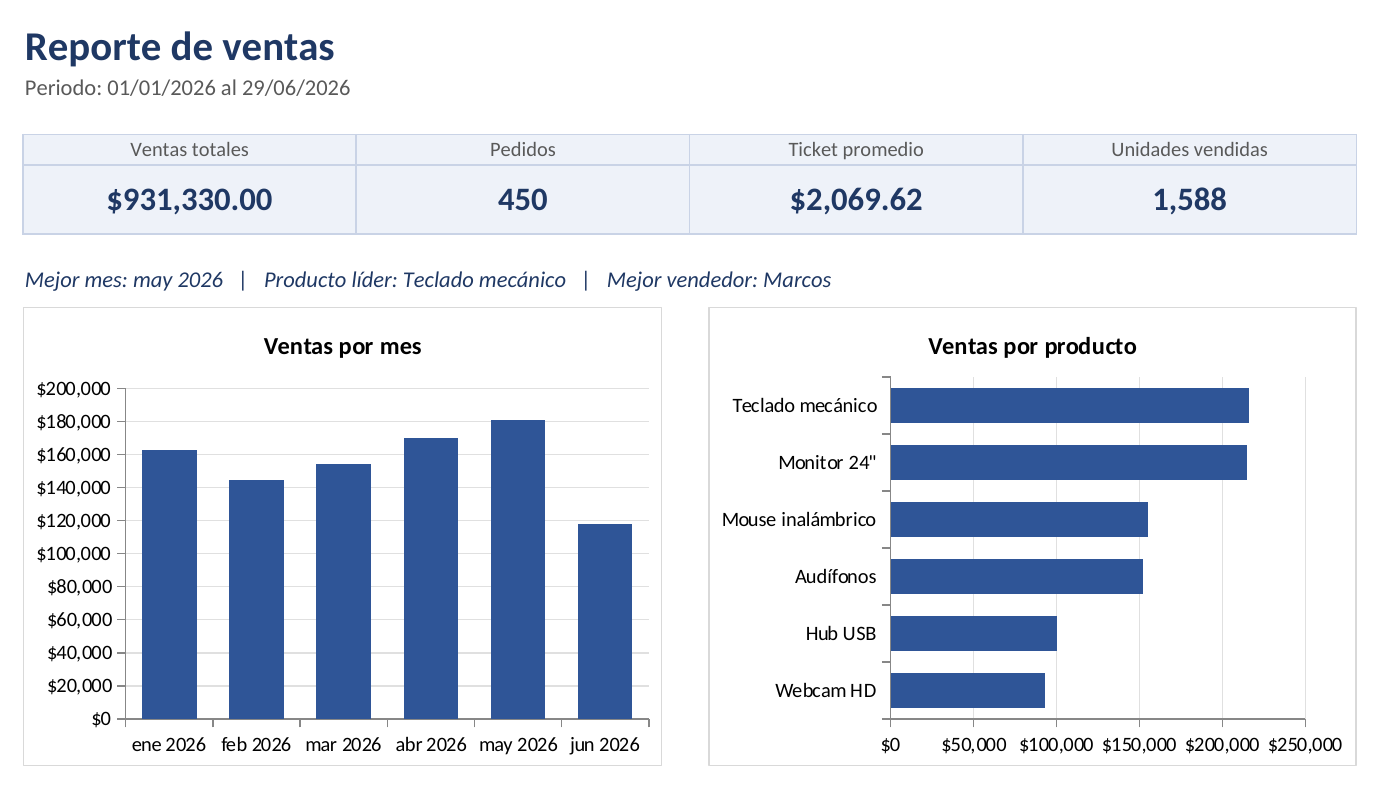 Reporte de ventas
Periodo: 01/01/2026 al 29/06/2026
Ventas totales
Pedidos
Ticket promedio
Unidades vendidas
$931,330.00
450
$2,069.62
1,588
Mejor mes: may 2026 | Producto líder: Teclado mecánico | Mejor vendedor: Marcos
Ventas por mes
$200,000
$180,000
$160,000
$140,000
$120,000
$100,000
$80,000
$60,000
$40,000
$20,000
$0
ene 2026 feb 2026 mar 2026 abr 2026 may 2026 jun 2026
Ventas por producto
Teclado mecánico
Monitor 24"
Mouse inalámbrico
Audífonos
Hub USB
Webcam HD
$0 $50,000 $100,000 $150,000 $200,000 $250,000